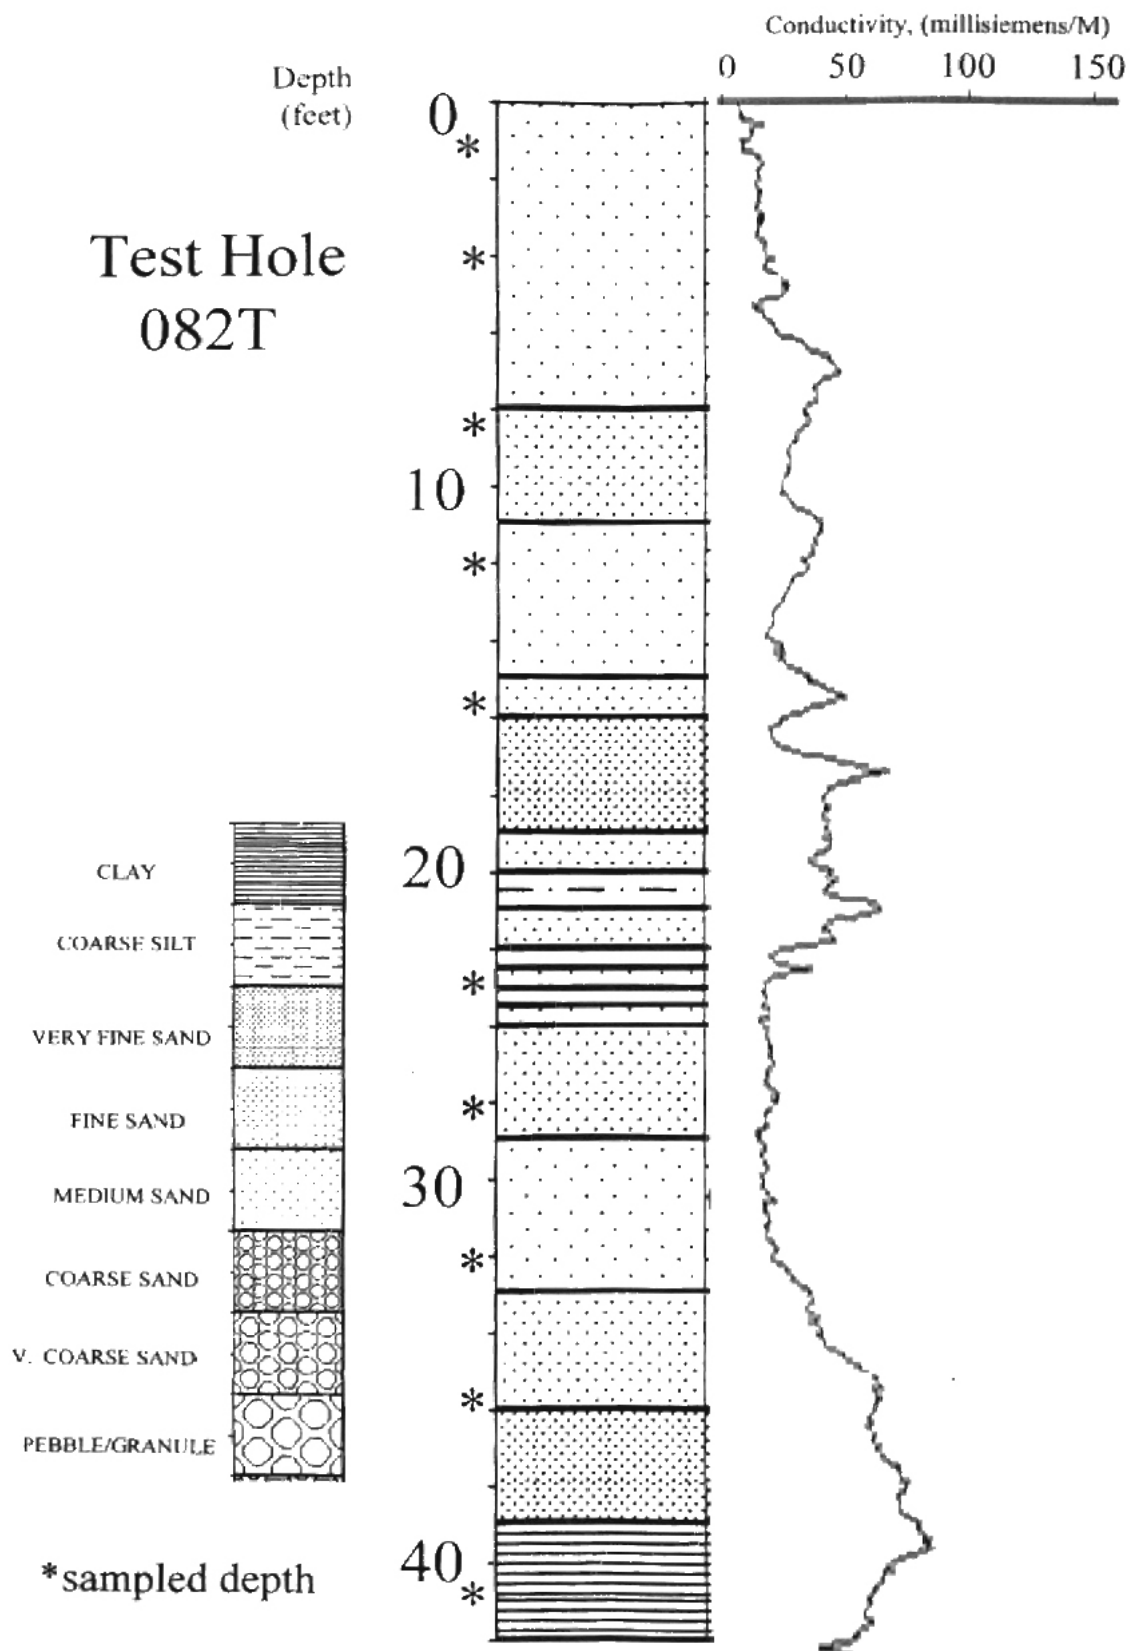 Conductivity, (millisiemens/M)
0 50 100 150
Depth
(feet)
0
*
Test Hole
082T
*
*
10
*
*
20
CLAY
COARSE SILT
*
VERY FINE SAND
*
FINE SAND
30
MEDIUM SAND
*
COARSE SAND
V. COARSE SAND
*
PEBBLE/GRANULE
40
*
*sampled depth